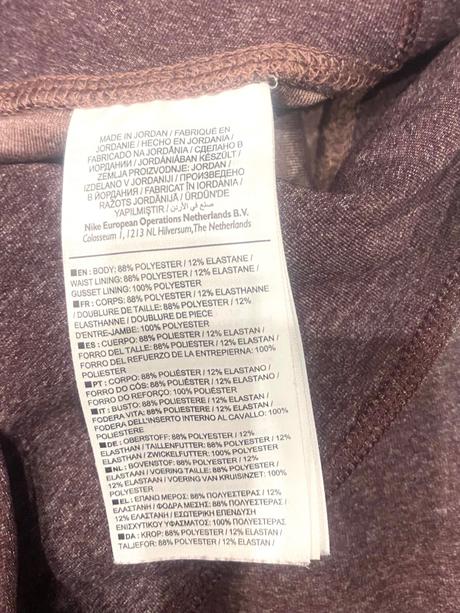 MADE IN JORDAN / FABRIQUÉ EN
JORDANIE / HECHO EN JORDANIA /
FABRICADO NA JORDÂNIA / СДЕЛАНО В
ИОРДАНИИ / JORDÁNIÁBAN KÉSZÜLT /
ZEMLJA PROIZVODNJE: JORDAN /
IZDELANO V JORDANIJI / ПРОИЗВЕДЕНО
В ЙОРДАНИЯ / FABRICAT ÎN IORDANIA /
RAŽOTS JORDĀNIJĀ / ÜRDÜN'DE
YAPILMIŞTIR / صنع في الأردن
Nike European Operations Netherlands B.V.
Colosseum 1, 1213 NL Hilversum, The Netherlands
■ EN : BODY: 88% POLYESTER / 12% ELASTANE /
WAIST LINING: 88% POLYESTER / 12% ELASTANE /
GUSSET LINING: 100% POLYESTER
■ FR : CORPS: 88% POLYESTER / 12% ELASTHANNE
/ DOUBLURE DE TAILLE: 88% POLYESTER / 12%
ELASTHANNE / DOUBLURE DE PIECE
D'ENTRE-JAMBE: 100% POLYESTER
■ ES : CUERPO: 88% POLIÉSTER / 12% ELASTAN /
FORRO DEL TALLE: 88% POLIÉSTER / 12% ELASTAN /
FORRO DEL REFUERZO DE LA ENTREPIERNA: 100%
POLIESTER
■ PT : CORPO: 88% POLIÉSTER / 12% ELASTANO /
FORRO DO CÓS: 88% POLIÉSTER / 12% ELASTANO /
FORRO DO REFORÇO: 100% POLIÉSTER
■ IT : BUSTO: 88% POLIESTERE / 12% ELASTAN /
FODERA VITA: 88% POLIESTERE / 12% ELASTAN /
FODERA DELL'INSERTO INTERNO AL CAVALLO: 100%
POLIESTERE
■ DE : OBERSTOFF: 88% POLYESTER / 12%
ELASTHAN / TAILLENFUTTER: 88% POLYESTER / 12%
ELASTHAN / ZWICKELFUTTER: 100% POLYESTER
■ NL : BOVENSTOF: 88% POLYESTER / 12%
ELASTAAN / VOERING TAILLE: 88% POLYESTER /
12% ELASTAAN / VOERING VAN KRUISINZET: 100%
POLYESTER
■ EL : ΕΠΑΝΩ ΜΕΡΟΣ: 88% ΠΟΛΥΕΣΤΕΡΑΣ / 12%
ΕΛΑΣΤΑΝΗ / ΦΟΔΡΑ ΜΕΣΗΣ: 88% ΠΟΛΥΕΣΤΕΡΑΣ /
12% ΕΛΑΣΤΑΝΗ / ΕΣΩΤΕΡΙΚΗ ΕΠΕΝΔΥΣΗ
ΕΝΙΣΧΥΤΙΚΟΥ ΥΦΑΣΜΑΤΟΣ: 100% ΠΟΛΥΕΣΤΕΡΑΣ
■ DA : KROP: 88% POLYESTER / 12% ELASTAN /
TALJEFOR: 88% POLYESTER / 12% ELASTAN /